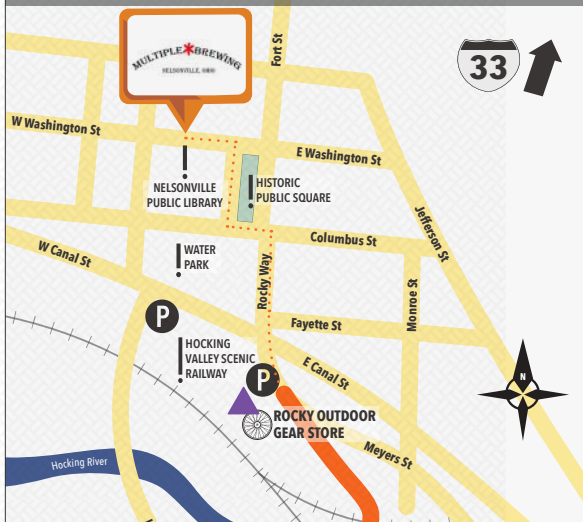 Fort St
33
MULTIPLE BREWING
NELSONVILLE, OHIO
W Washington St
E Washington St
NELSONVILLE
PUBLIC LIBRARY
HISTORIC
PUBLIC SQUARE
Jefferson St
Columbus St
W Canal St
WATER
PARK
Rocky Way
Monroe St
P
Fayette St
HOCKING
VALLEY SCENIC
RAILWAY
E Canal St
P
N
ROCKY OUTDOOR
GEAR STORE
Meyers St
Hocking River